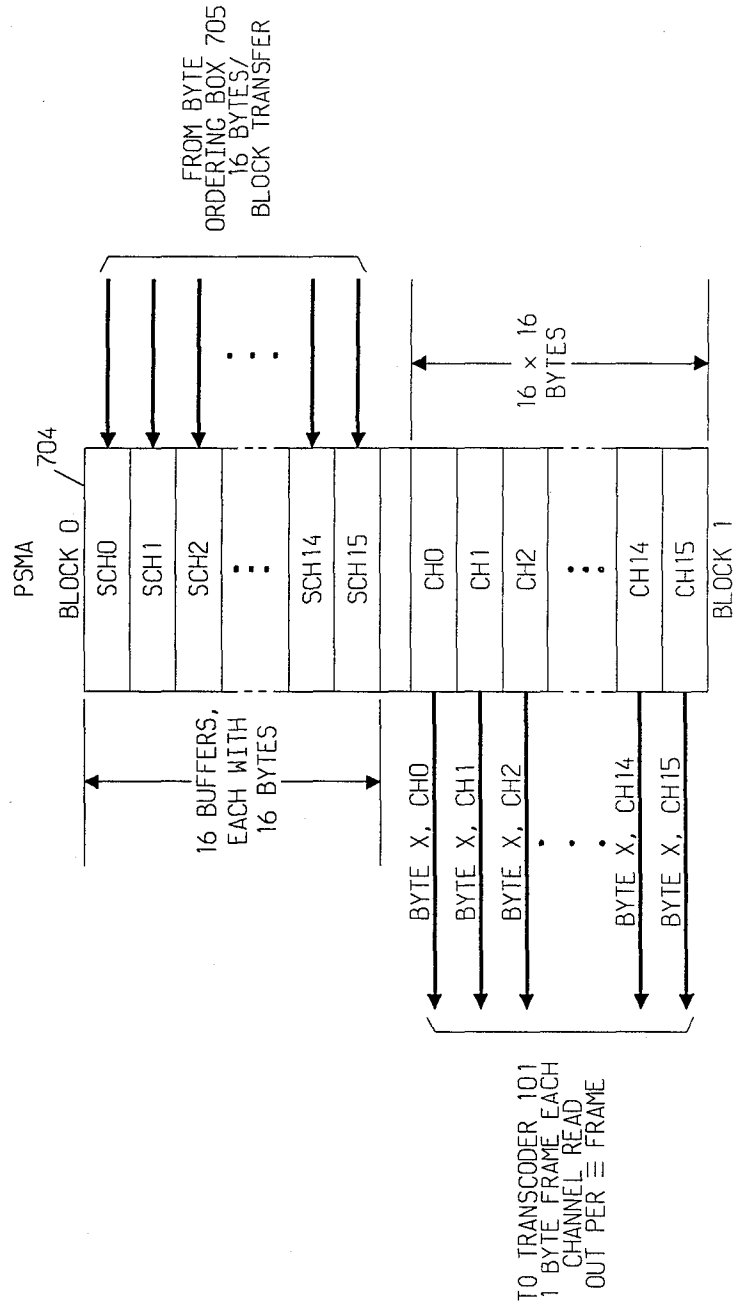 PSMA
BLOCK 0
704
SCH0
SCH1
SCH2
SCH14
SCH15
CH0
CH1
CH2
CH14
CH15
BLOCK 1
FROM BYTE
ORDERING BOX 705
16 BYTES/
BLOCK TRANSFER
16 × 16
BYTES
16 BUFFERS,
EACH WITH
16 BYTES
BYTE X, CH0
BYTE X, CH1
BYTE X, CH2
BYTE X, CH14
BYTE X, CH15
TO TRANSCODER 101
1 BYTE FRAME EACH
CHANNEL READ
OUT PER ≡ FRAME